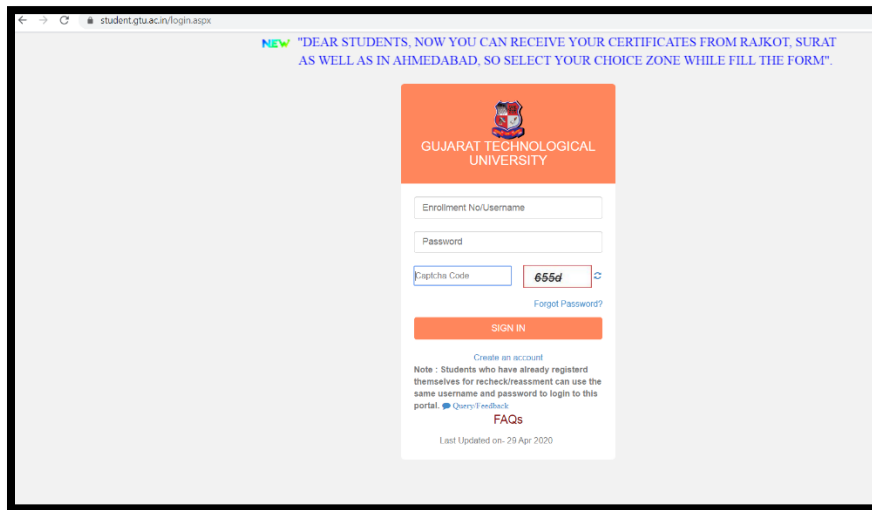 student.gtu.ac.in/login.aspx
NEW "DEAR STUDENTS, NOW YOU CAN RECEIVE YOUR CERTIFICATES FROM RAJKOT, SURAT
AS WELL AS IN AHMEDABAD, SO SELECT YOUR CHOICE ZONE WHILE FILL THE FORM".
GUJARAT TECHNOLOGICAL
UNIVERSITY
Enrollment No/Username
Password
Captcha Code 655d
Forgot Password?
SIGN IN
Create an account
Note : Students who have already registerd
themselves for recheck/reassment can use the
same username and password to login to this
portal. Query/Feedback
FAQs
Last Updated on- 29 Apr 2020